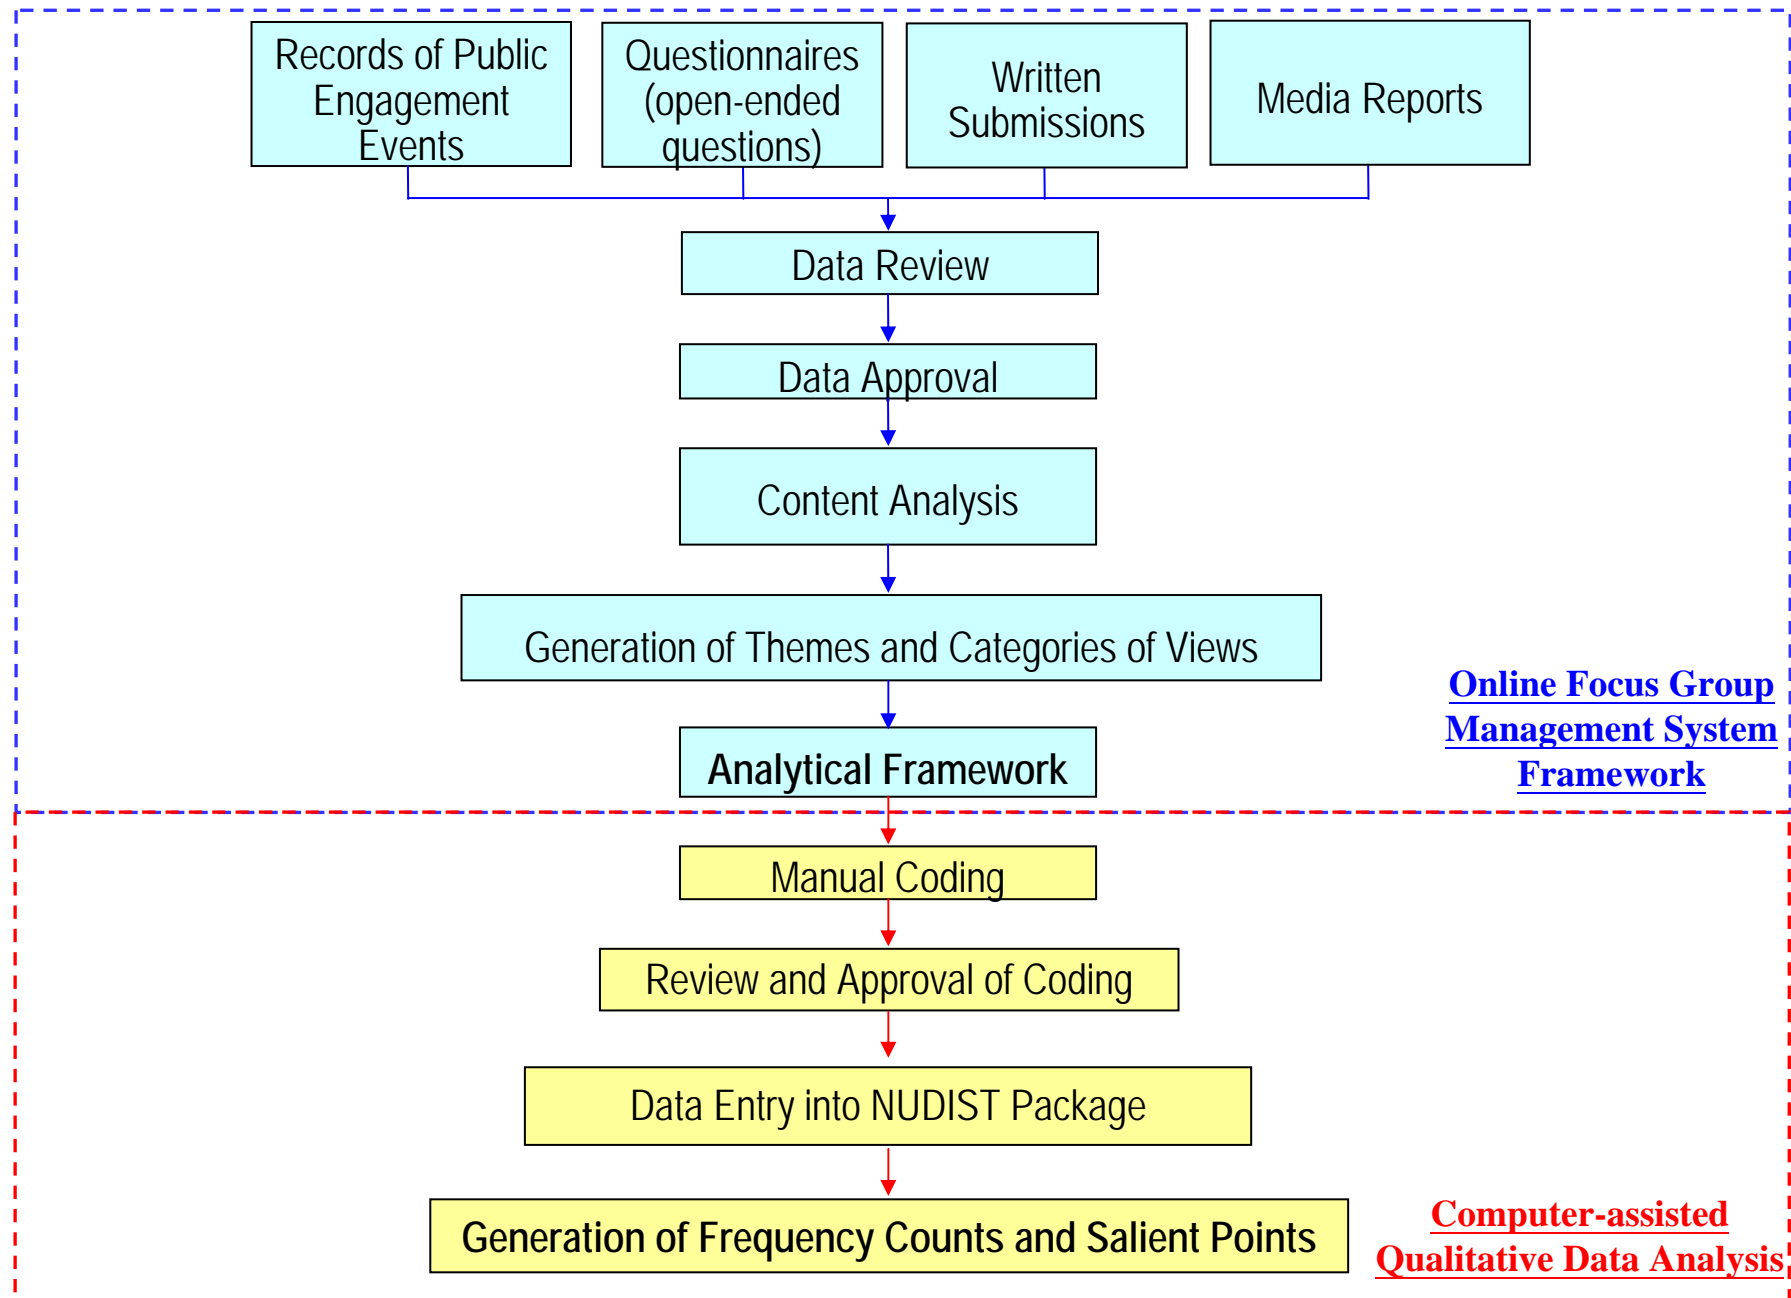 Records of Public
Engagement
Events
Questionnaires
(open-ended
questions)
Written
Submissions
Media Reports
Data Review
Data Approval
Content Analysis
Generation of Themes and Categories of Views
Online Focus Group
Management System
Framework
Analytical Framework
Manual Coding
Review and Approval of Coding
Data Entry into NUDIST Package
Generation of Frequency Counts and Salient Points
Computer-assisted
Qualitative Data Analysis